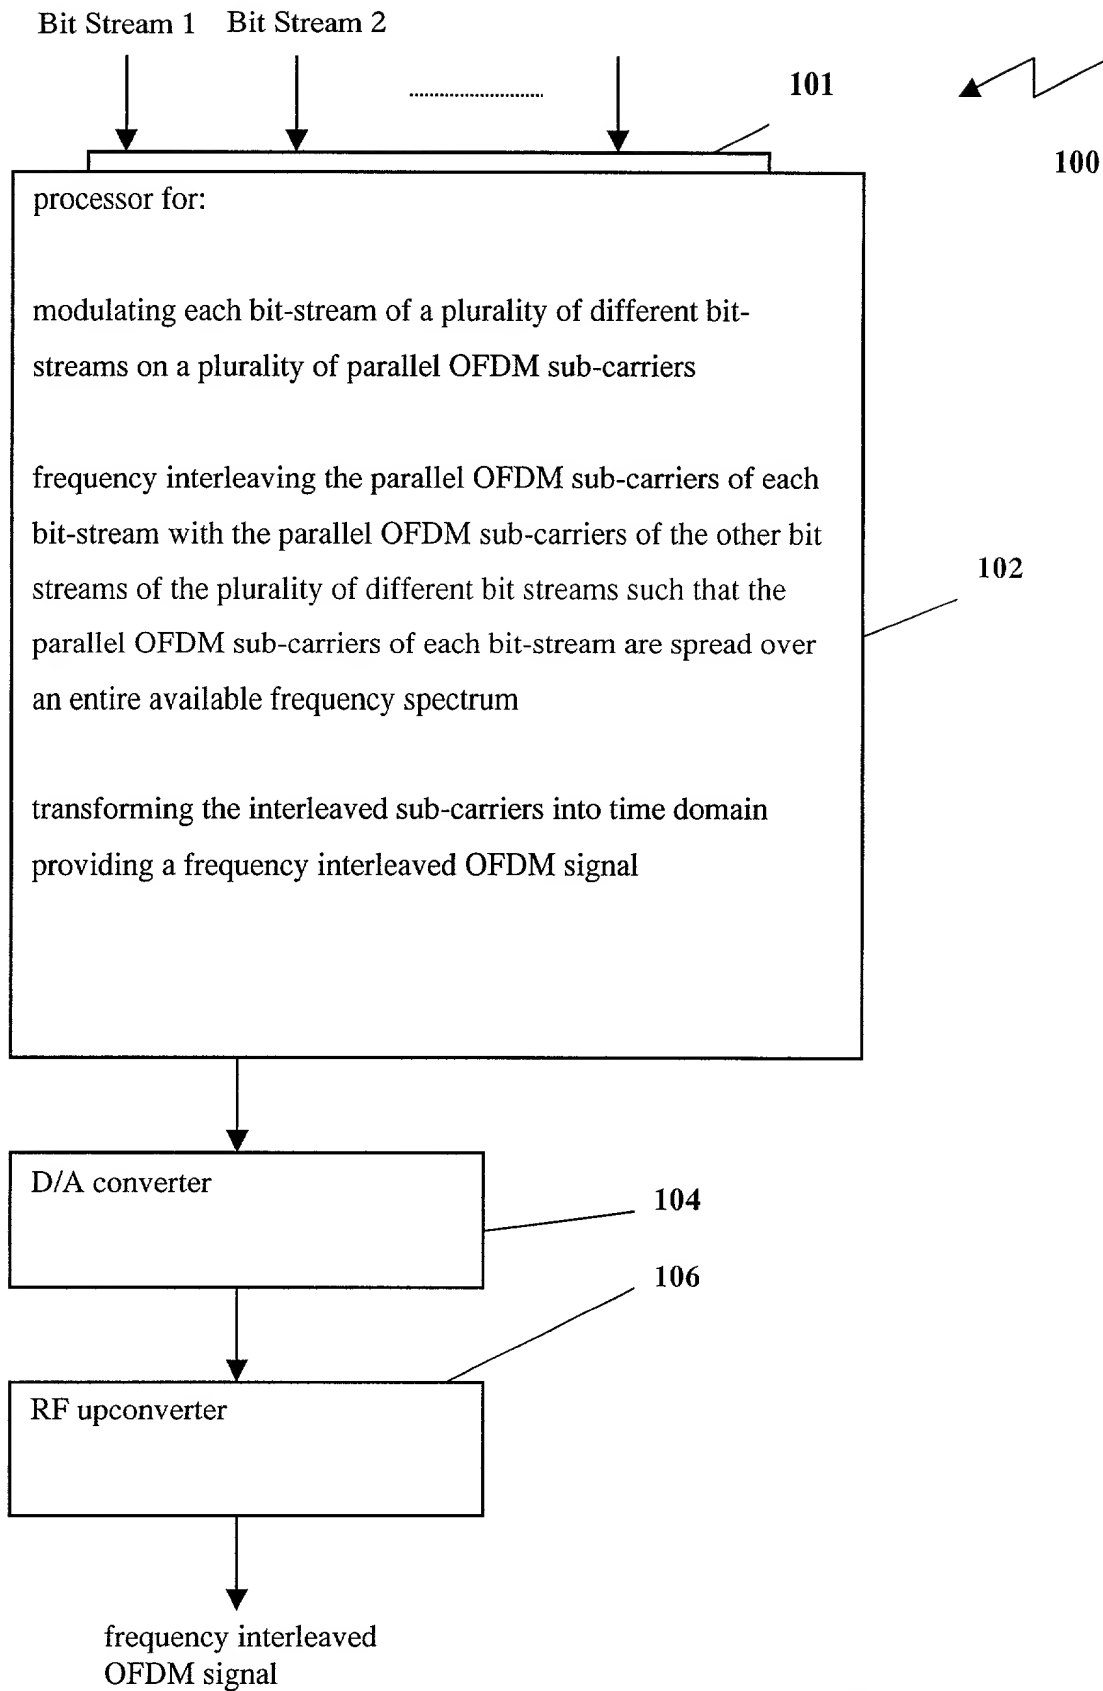 Bit Stream 1 Bit Stream 2
....................
101
100
processor for:
modulating each bit-stream of a plurality of different bit-
streams on a plurality of parallel OFDM sub-carriers
frequency interleaving the parallel OFDM sub-carriers of each
bit-stream with the parallel OFDM sub-carriers of the other bit
streams of the plurality of different bit streams such that the
parallel OFDM sub-carriers of each bit-stream are spread over
an entire available frequency spectrum
102
transforming the interleaved sub-carriers into time domain
providing a frequency interleaved OFDM signal
D/A converter
104
106
RF upconverter
frequency interleaved
OFDM signal